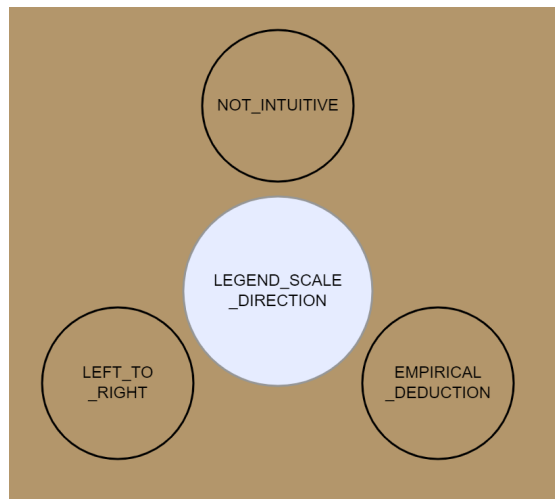 NOT_INTUITIVE
LEGEND_SCALE
_DIRECTION
LEFT_TO
_RIGHT
EMPIRICAL
_DEDUCTION